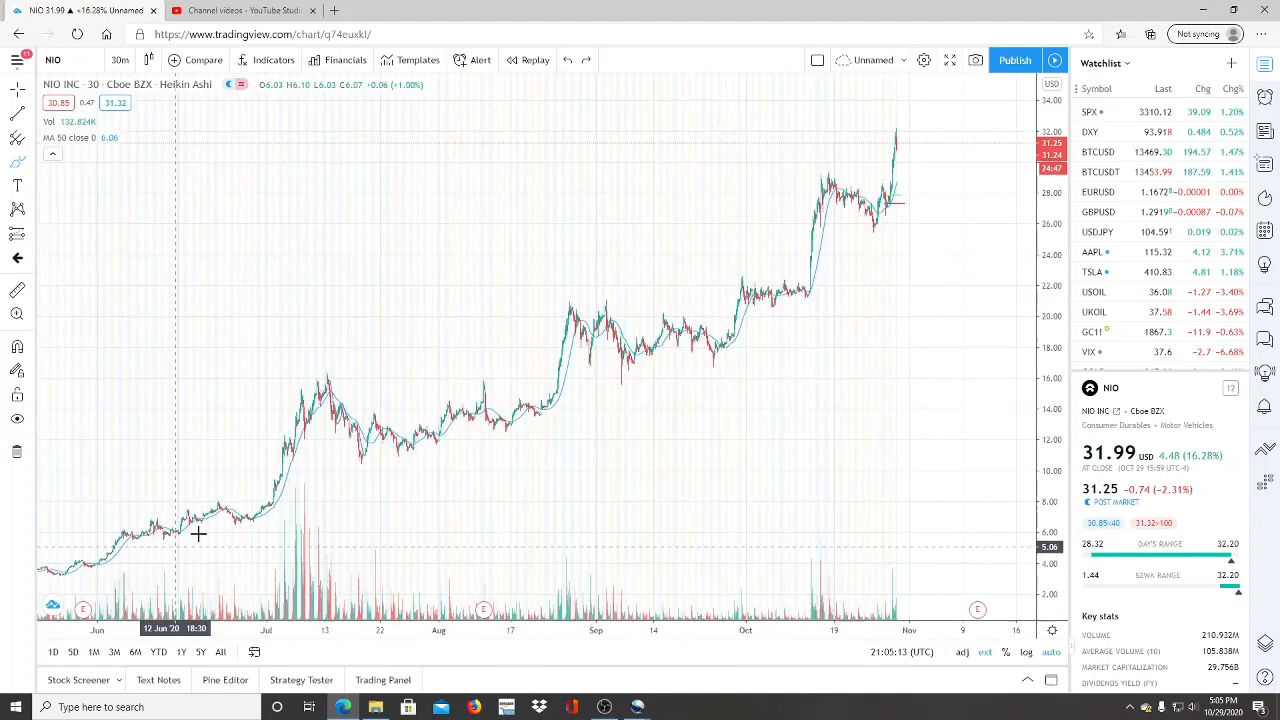 NIO 31.99 ▲ +16.28% Unnamed
Channel videos - YouTube Studio
https://www.tradingview.com/chart/q74euxkl/
Not syncing
11
NIO
30m
Compare
Indicators
Financials
Templates
Alert
Replay
Unnamed
Publish
NIO INC · 30 · Cboe BZX · Heikin Ashi
O6.03 H6.10 L6.03 C6.07 +0.06 (+1.00%)
30.85 0.47 31.32
Vol 132.824K
MA 50 close 0 6.06
USD
34.00
32.00
31.25
31.24
24:47
28.00
26.00
24.00
22.00
20.00
18.00
16.00
14.00
12.00
10.00
8.00
6.00
5.06
4.00
2.00
E
E
E
Jun
12 Jun '20 18:30
Jul
13
22
Aug
17
Sep
14
Oct
19
Nov
9
16
1D 5D 1M 3M 6M YTD 1Y 5Y All
21:05:13 (UTC)
adj ext % log auto
Stock Screener
Text Notes
Pine Editor
Strategy Tester
Trading Panel
Watchlist
Symbol Last Chg Chg%
SPX 3310.12 39.09 1.20%
DXY 93.918 0.484 0.52%
BTCUSD 13469.30 194.57 1.47%
BTCUSDT 13453.99 187.59 1.41%
EURUSD 1.16728 −0.00001 0.00%
GBPUSD 1.29190 −0.00087 −0.07%
USDJPY 104.591 0.019 0.02%
AAPL 115.32 4.12 3.71%
TSLA 410.83 4.81 1.18%
USOIL 36.08 −1.27 −3.40%
UKOIL 37.58 −1.44 −3.69%
GC1! D 1867.3 −11.9 −0.63%
VIX 37.6 −2.7 −6.68%
NIO
12
NIO INC · Cboe BZX
Consumer Durables · Motor Vehicles
31.99 USD 4.48 (16.28%)
AT CLOSE (OCT 29 15:59 UTC-4)
31.25 −0.74 (−2.31%)
POST MARKET
30.85×40 31.32×100
28.32 DAY'S RANGE 32.20
1.44 52WK RANGE 32.20
Key stats
VOLUME 210.932M
AVERAGE VOLUME (10) 105.838M
MARKET CAPITALIZATION 29.756B
DIVIDENDS YIELD (FY) —
Type here to search
5:05 PM
10/29/2020